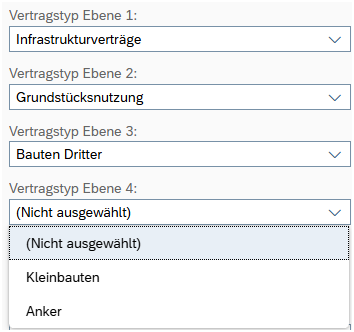 Vertragstyp Ebene 1:
Infrastrukturverträge
Vertragstyp Ebene 2:
Grundstücksnutzung
Vertragstyp Ebene 3:
Bauten Dritter
Vertragstyp Ebene 4:
(Nicht ausgewählt)
(Nicht ausgewählt)
Kleinbauten
Anker